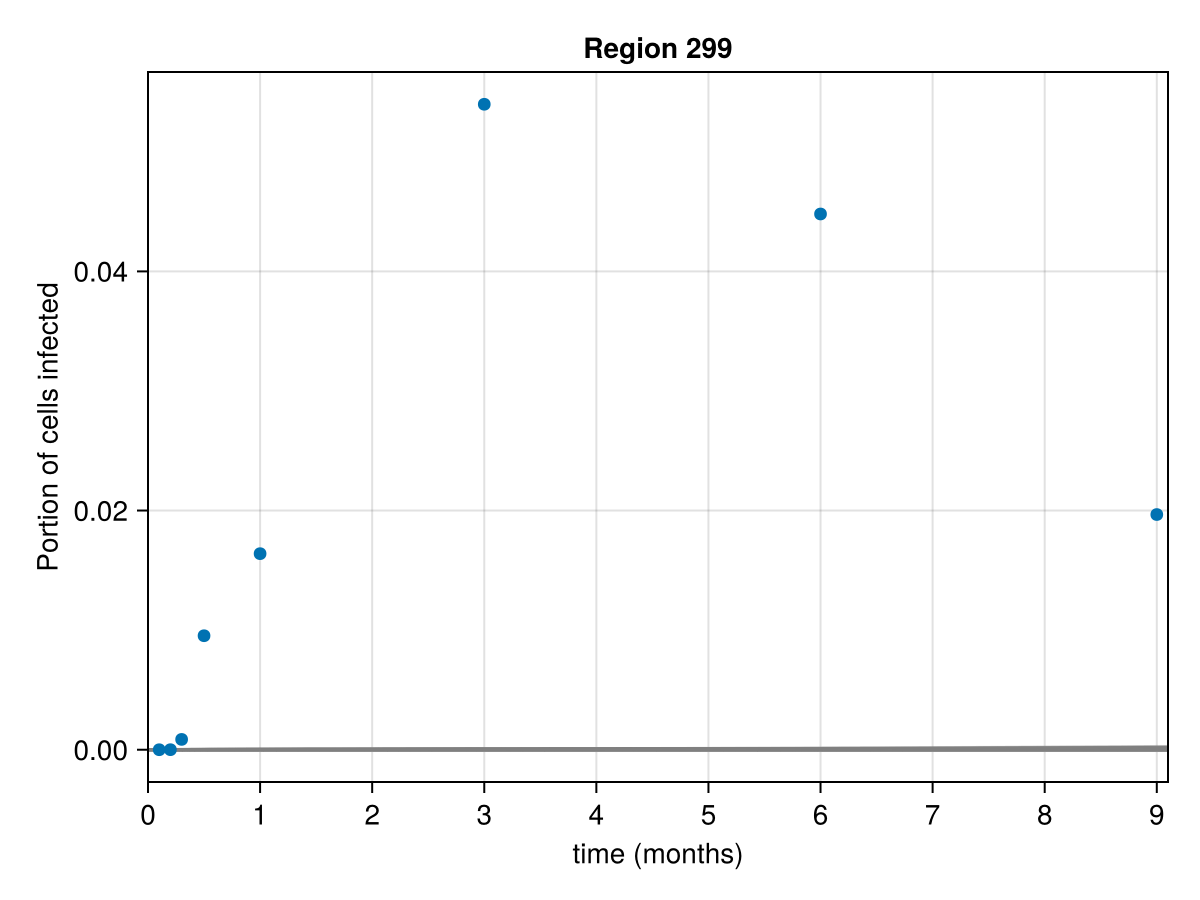 Region 299
Portion of cells infected
0.04
0.02
0.00
0 1 2 3 4 5 6 7 8 9
time (months)